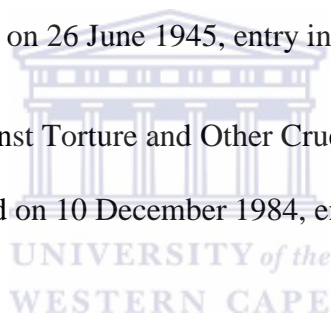 on 26 June 1945, entry in
nst Torture and Other Cru
d on 10 December 1984, e
UNIVERSITY of the
WESTERN CAPE